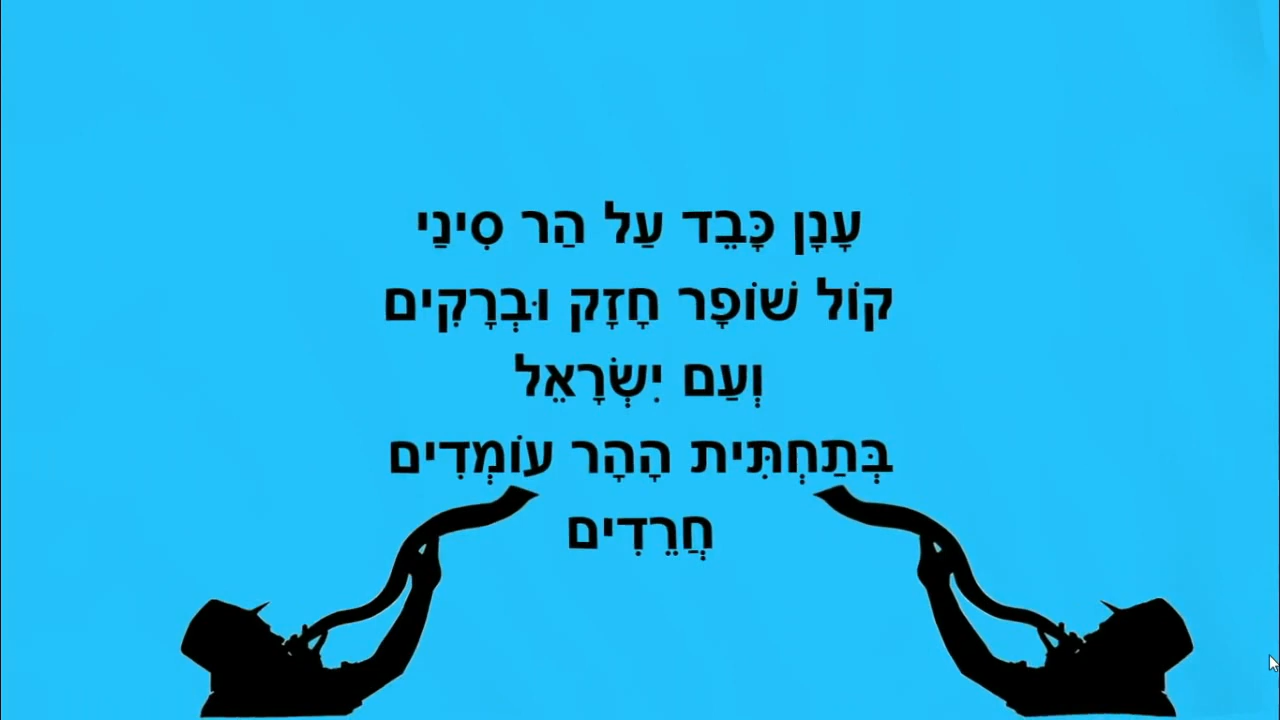 עָנָן כָּבֵד עַל הַר סִינַי
קוֹל שׁוֹפָר חָזָק וּבְרָקִים
וְעַם יִשְׂרָאֵל
בְּתַחְתִּית הָהָר עוֹמְדִים
חֲרֵדִים